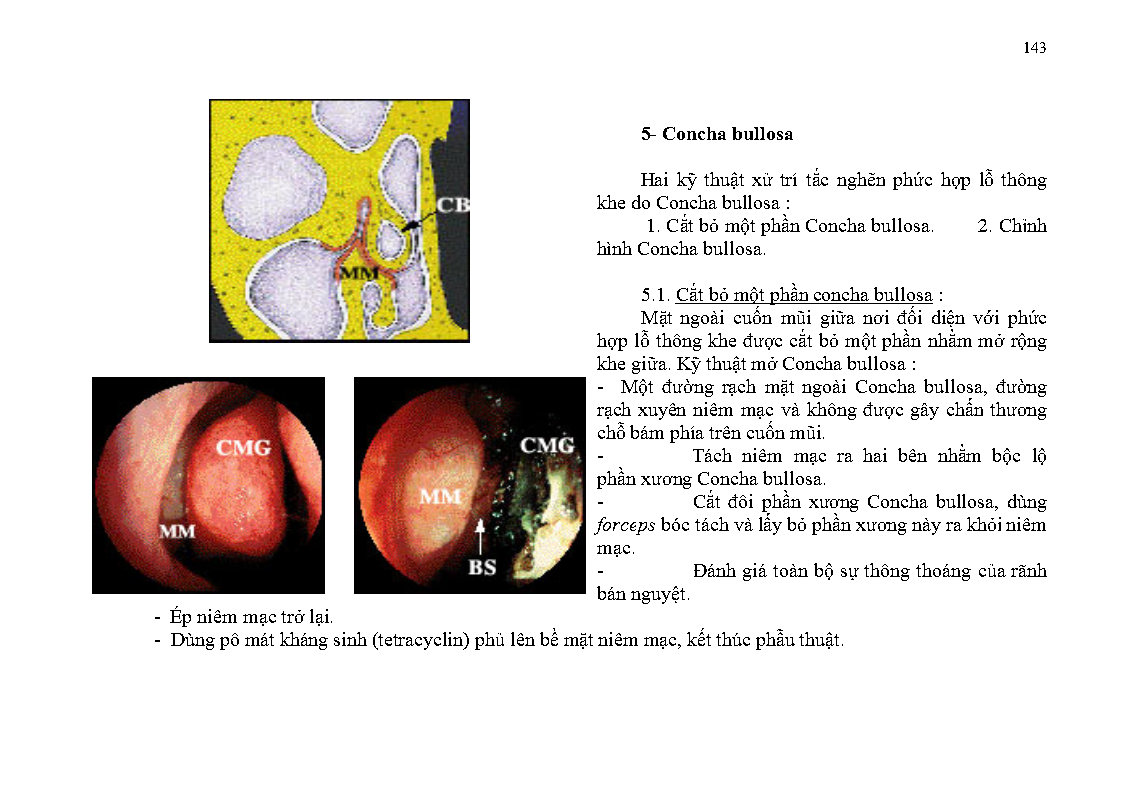 143
CB
MM
CMG
MM
CMG
MM
BS
5- Concha bullosa
Hai kỹ thuật xử trí tắc nghẽn phức hợp lỗ thông
khe do Concha bullosa :
1. Cắt bỏ một phần Concha bullosa. 2. Chỉnh
hình Concha bullosa.
5.1. Cắt bỏ một phần concha bullosa :
Mặt ngoài cuốn mũi giữa nơi đối diện với phức
hợp lỗ thông khe được cắt bỏ một phần nhằm mở rộng
khe giữa. Kỹ thuật mở Concha bullosa :
- Một đường rạch mặt ngoài Concha bullosa, đường
rạch xuyên niêm mạc và không được gây chấn thương
chỗ bám phía trên cuốn mũi.
- Tách niêm mạc ra hai bên nhằm bộc lộ
phần xương Concha bullosa.
- Cắt đôi phần xương Concha bullosa, dùng
forceps bóc tách và lấy bỏ phần xương này ra khỏi niêm
mạc.
- Đánh giá toàn bộ sự thông thoáng của rãnh
bán nguyệt.
- Ép niêm mạc trở lại.
- Dùng pô mát kháng sinh (tetracyclin) phủ lên bề mặt niêm mạc, kết thúc phẫu thuật.